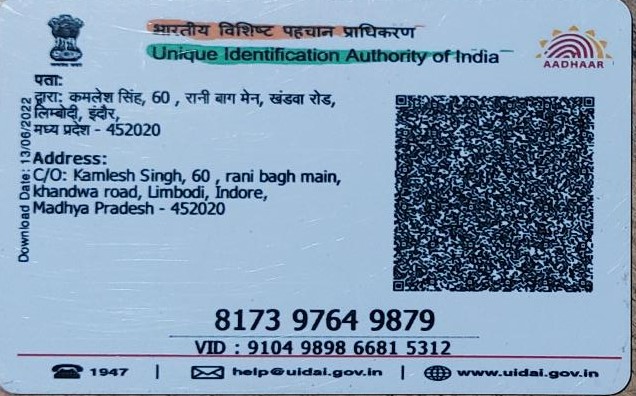 भारतीय विशिष्ट पहचान प्राधिकरण
Unique Identification Authority of India
AADHAAR
पता:
द्वारा: कमलेश सिंह, 60 , रानी बाग मेन, खंडवा रोड,
लिम्बोदी, इंदौर,
मध्य प्रदेश - 452020
Address:
C/O: Kamlesh Singh, 60 , rani bagh main,
khandwa road, Limbodi, Indore,
Madhya Pradesh - 452020
Download Date: 13/06/2022
8173 9764 9879
VID : 9104 9898 6681 5312
1947 | help@uidai.gov.in | www.uidai.gov.in